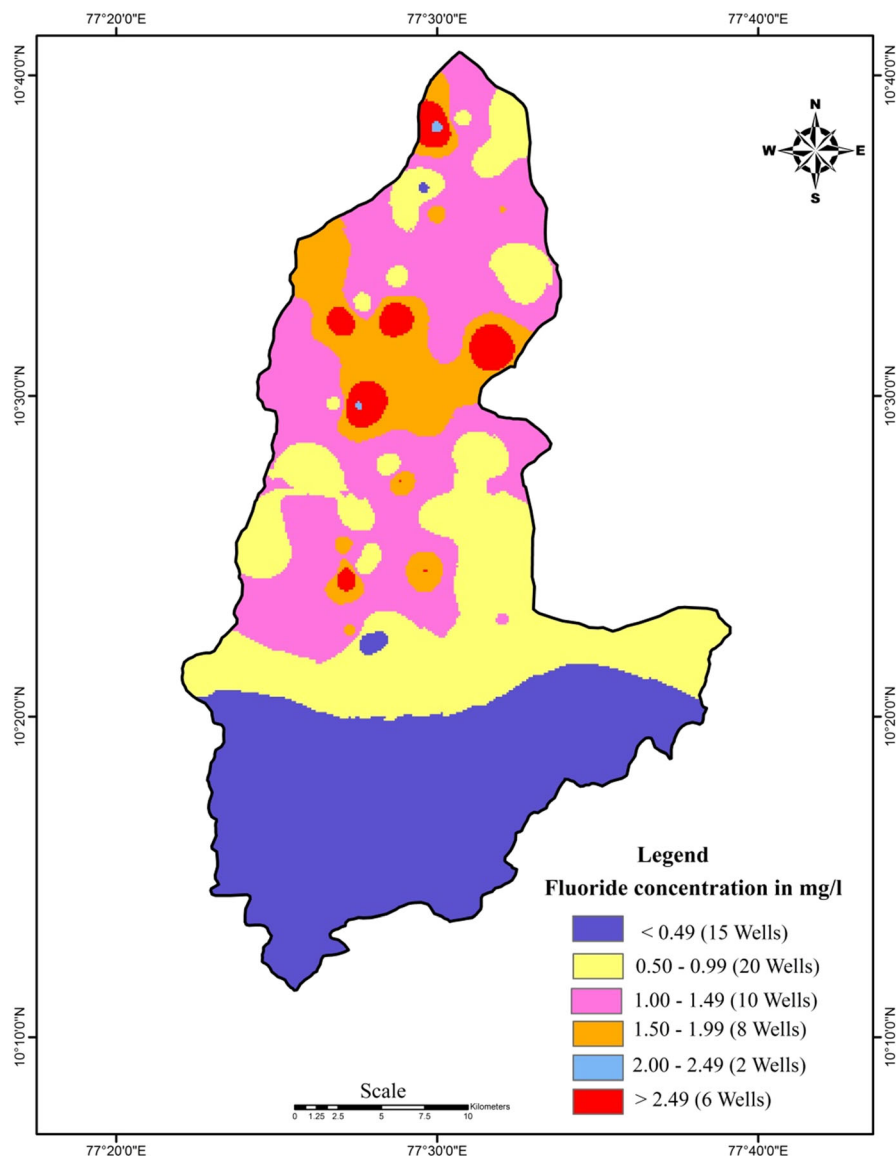 77°20'0"E 77°30'0"E 77°40'0"E
10°40'0"N 10°40'0"N
N
W E
S
10°30'0"N 10°30'0"N
10°20'0"N 10°20'0"N
Legend
Fluoride concentration in mg/l
< 0.49 (15 Wells)
0.50 - 0.99 (20 Wells)
1.00 - 1.49 (10 Wells)
1.50 - 1.99 (8 Wells)
2.00 - 2.49 (2 Wells)
> 2.49 (6 Wells)
10°10'0"N 10°10'0"N
Scale
Kilometers
0 1.25 2.5 5 7.5 10
77°20'0"E 77°30'0"E 77°40'0"E